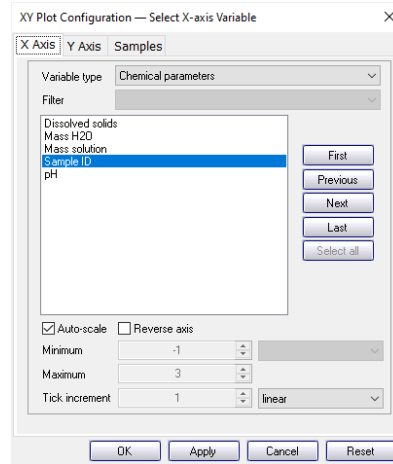 XY Plot Configuration — Select X-axis Variable
X Axis Y Axis Samples
Variable type Chemical parameters
Filter
Dissolved solids
Mass H2O
Mass solution
Sample ID
pH
First
Previous
Next
Last
Select all
Auto-scale Reverse axis
Minimum -1
Maximum 3
Tick increment 1 linear
OK Apply Cancel Reset